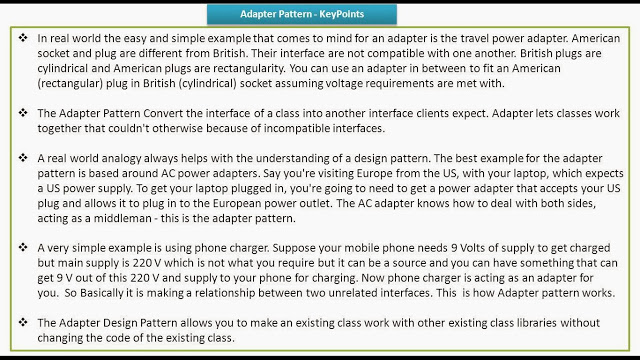 Adapter Pattern - KeyPoints
❖ In real world the easy and simple example that comes to mind for an adapter is the travel power adapter. American
socket and plug are different from British. Their interface are not compatible with one another. British plugs are
cylindrical and American plugs are rectangularity. You can use an adapter in between to fit an American
(rectangular) plug in British (cylindrical) socket assuming voltage requirements are met with.
❖ The Adapter Pattern Convert the interface of a class into another interface clients expect. Adapter lets classes work
together that couldn't otherwise because of incompatible interfaces.
❖ A real world analogy always helps with the understanding of a design pattern. The best example for the adapter
pattern is based around AC power adapters. Say you're visiting Europe from the US, with your laptop, which expects
a US power supply. To get your laptop plugged in, you're going to need to get a power adapter that accepts your US
plug and allows it to plug in to the European power outlet. The AC adapter knows how to deal with both sides,
acting as a middleman - this is the adapter pattern.
❖ A very simple example is using phone charger. Suppose your mobile phone needs 9 Volts of supply to get charged
but main supply is 220 V which is not what you require but it can be a source and you can have something that can
get 9 V out of this 220 V and supply to your phone for charging. Now phone charger is acting as an adapter for
you. So Basically it is making a relationship between two unrelated interfaces. This is how Adapter pattern works.
❖ The Adapter Design Pattern allows you to make an existing class work with other existing class libraries without
changing the code of the existing class.